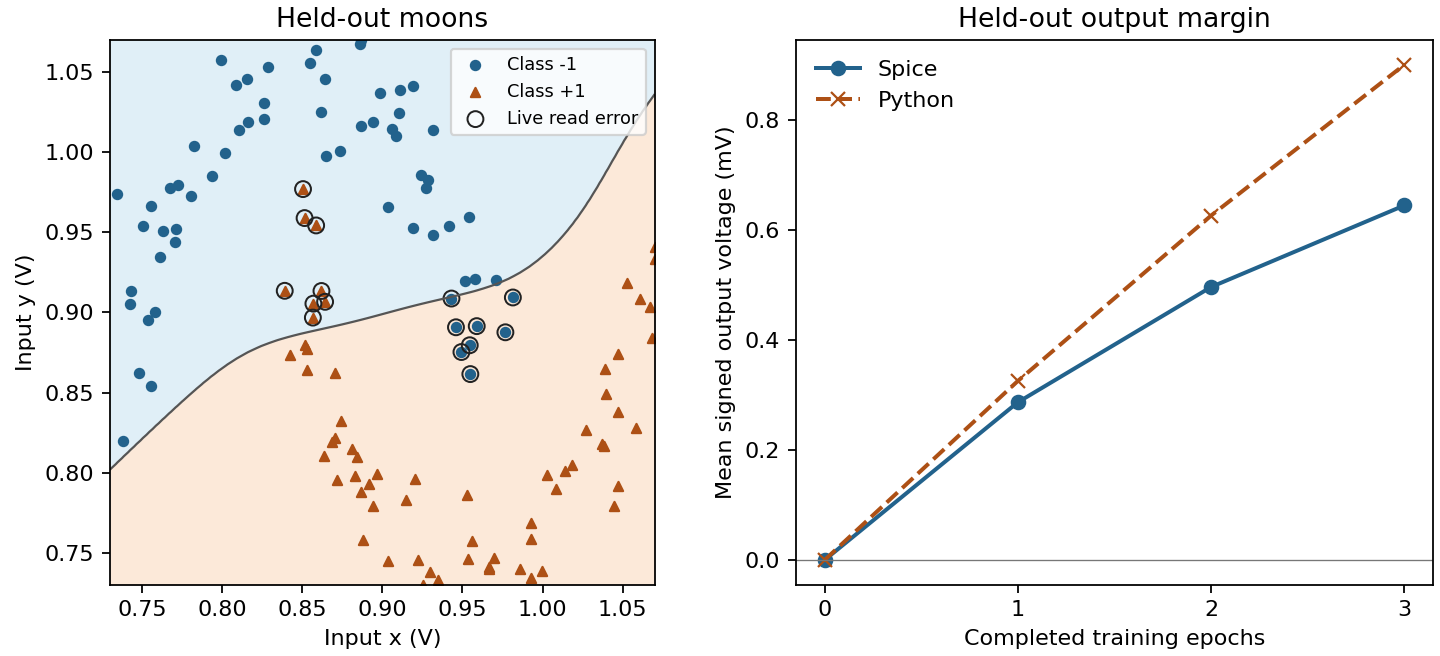 Held-out moons
Class -1
Class +1
Live read error
1.05
1.00
0.95
0.90
0.85
0.80
0.75
Input y (V)
0.75
0.80
0.85
0.90
0.95
1.00
1.05
Input x (V)
Held-out output margin
Spice
Python
0.8
0.6
0.4
0.2
0.0
Mean signed output voltage (mV)
0
1
2
3
Completed training epochs